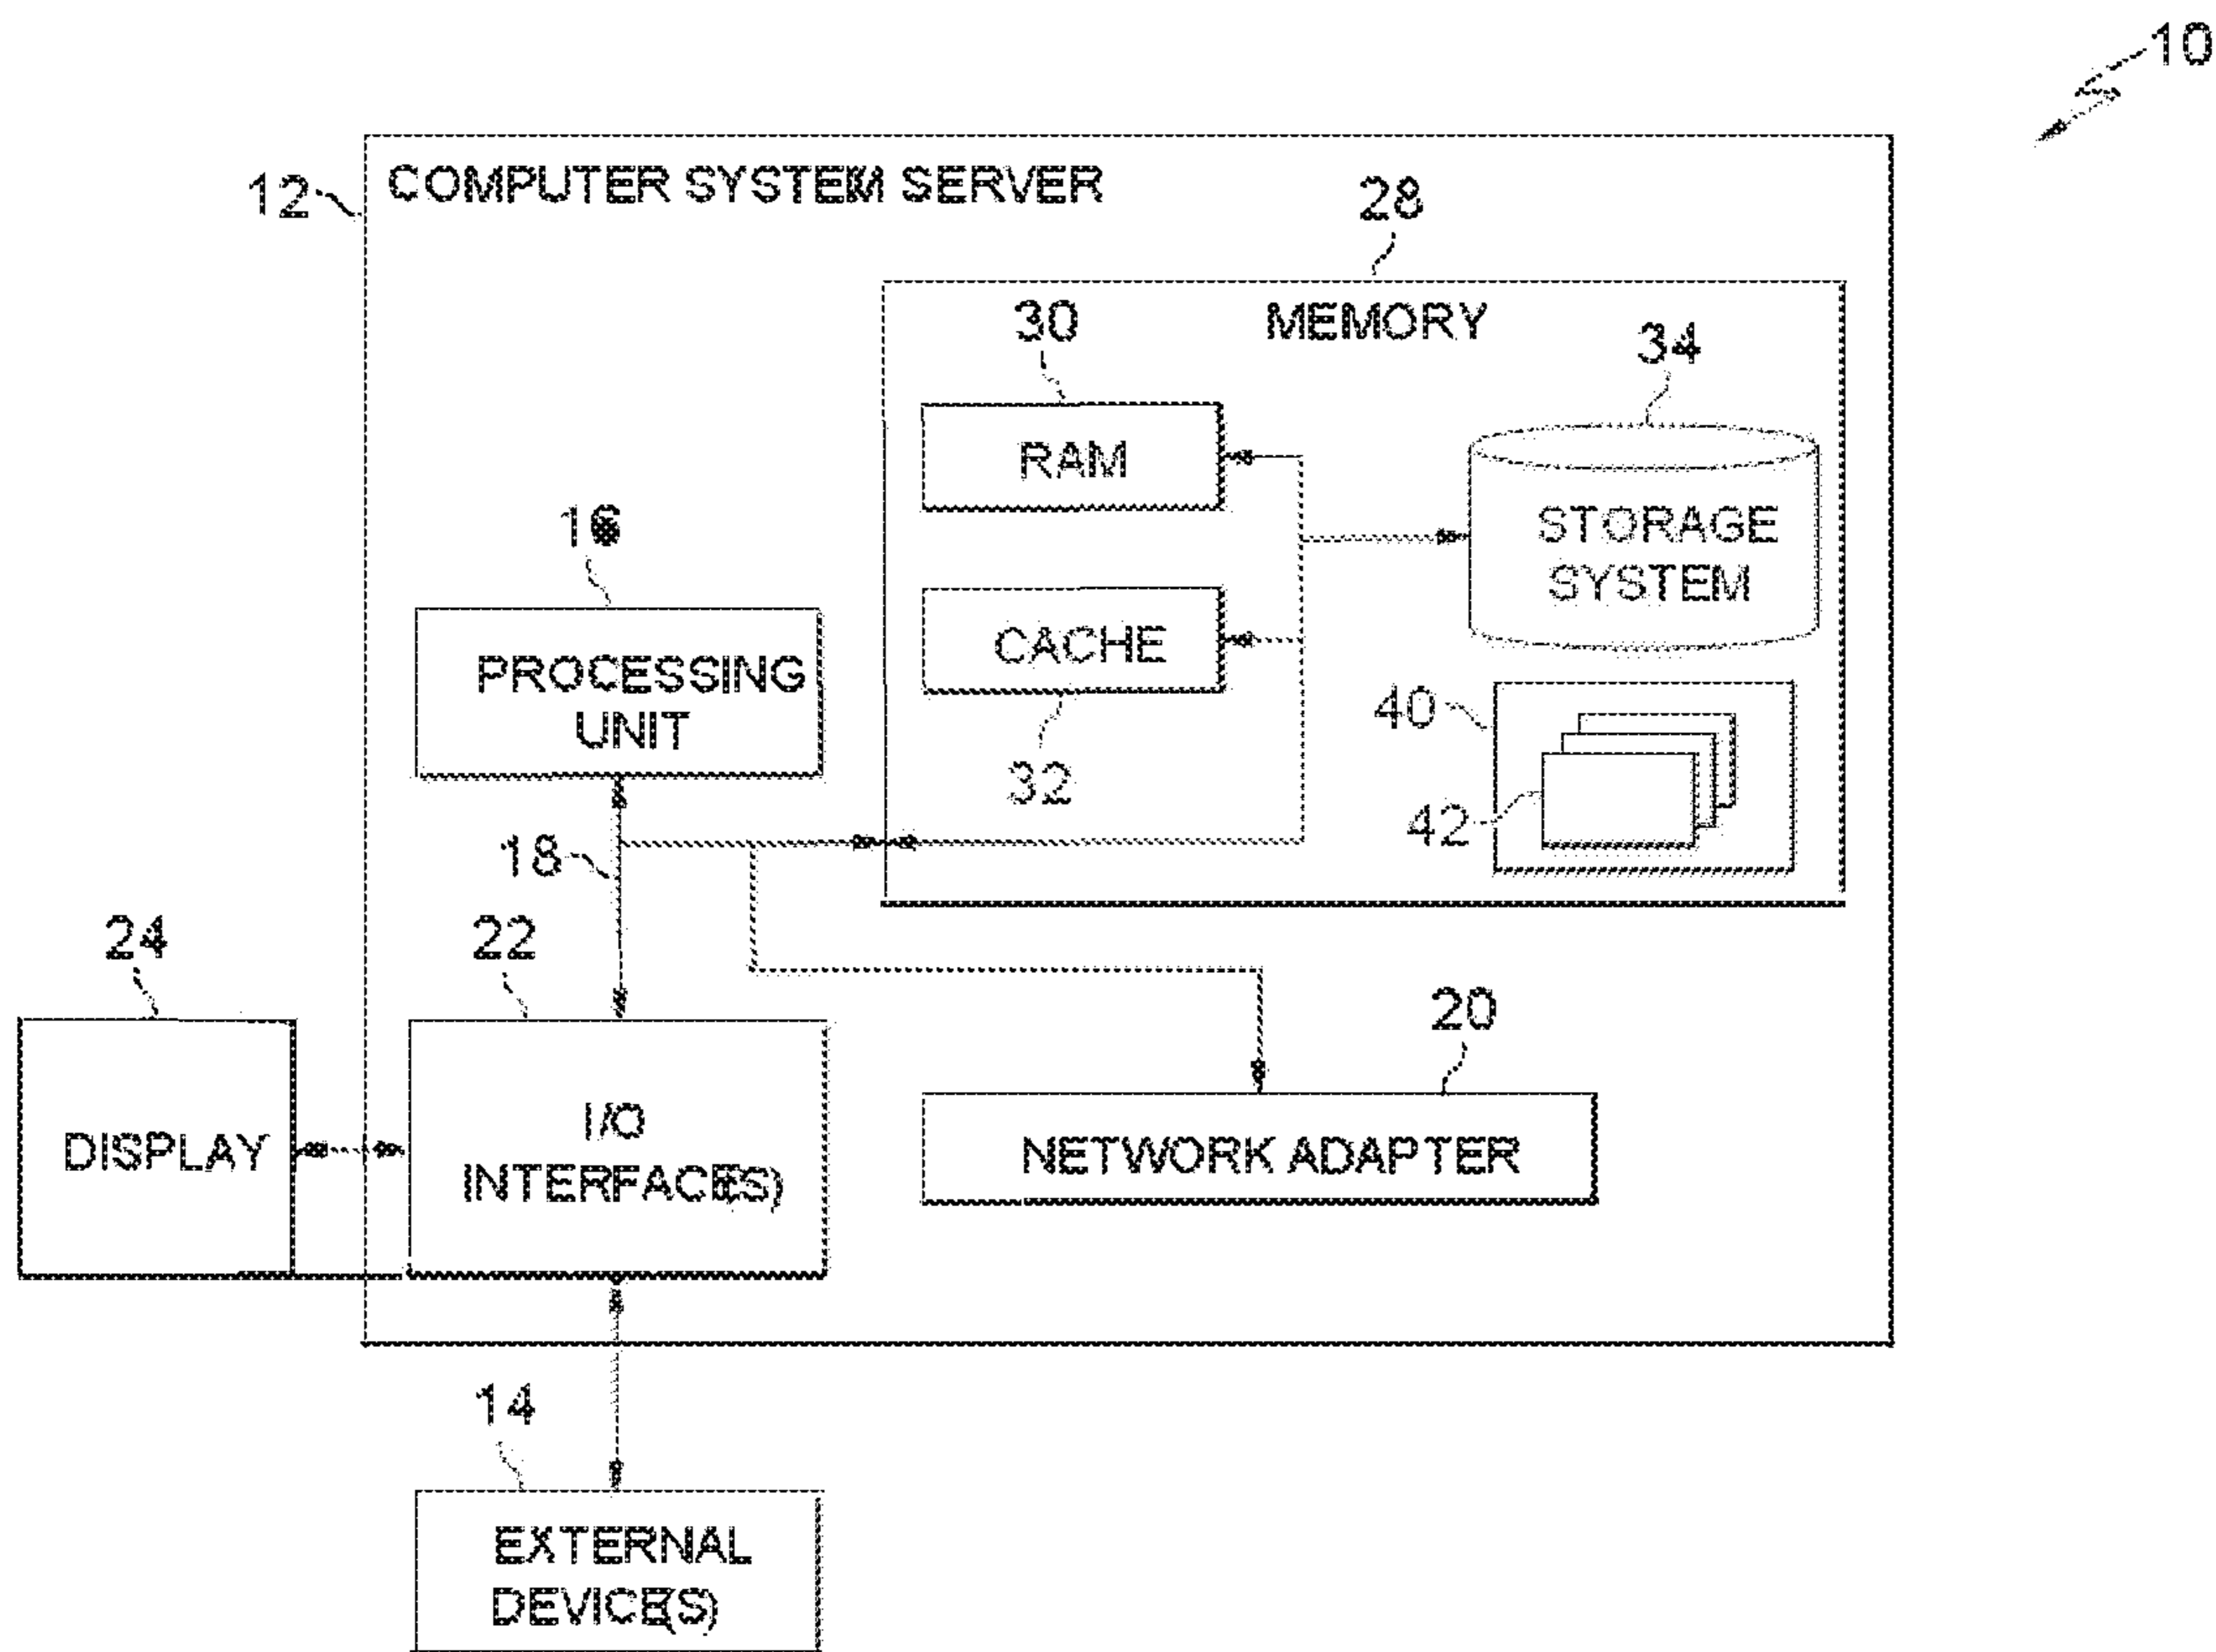 10
12
COMPUTER SYSTEM SERVER
28
MEMORY
30
34
RAM
STORAGE
SYSTEM
16
PROCESSING
UNIT
CACHE
32
40
42
18
24
22
20
DISPLAY
I/O
INTERFACE(S)
NETWORK ADAPTER
14
EXTERNAL
DEVICE(S)